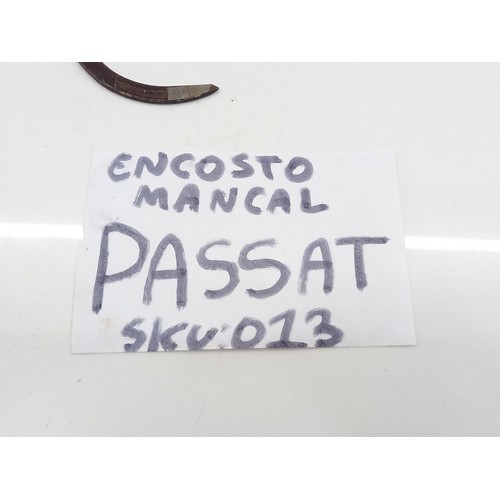 ENCOSTO
MANCAL
PASSAT
SKU:013